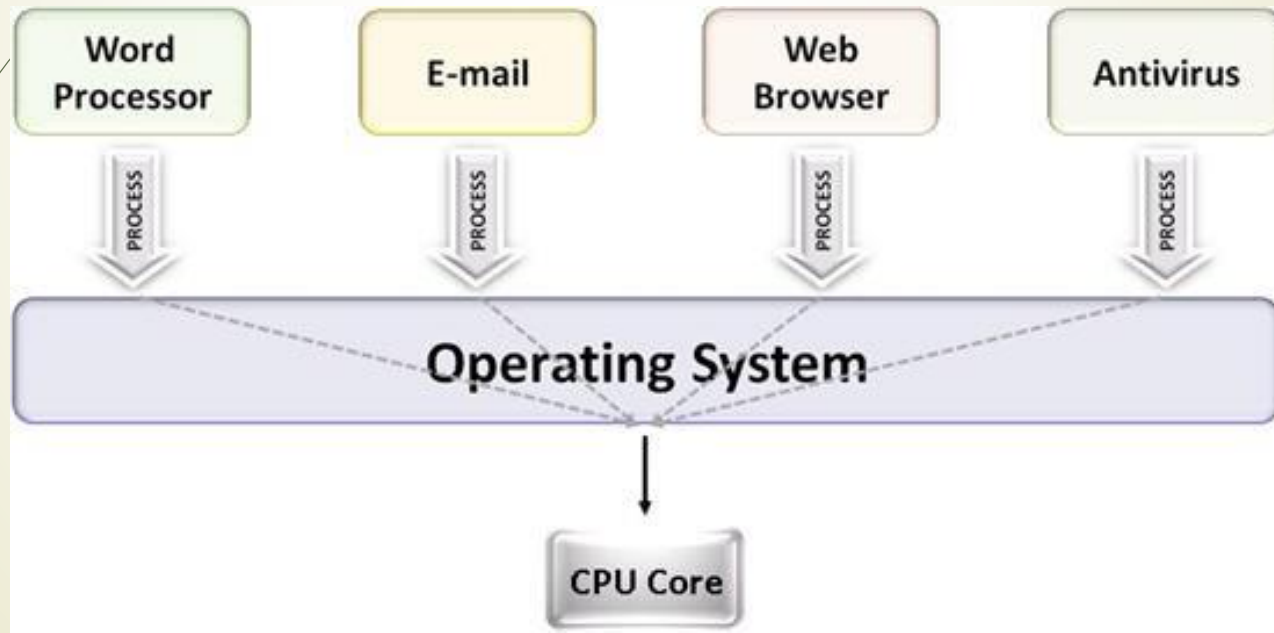 Word
Processor
E-mail
Web
Browser
Antivirus
PROCESS
PROCESS
PROCESS
PROCESS
Operating System
CPU Core